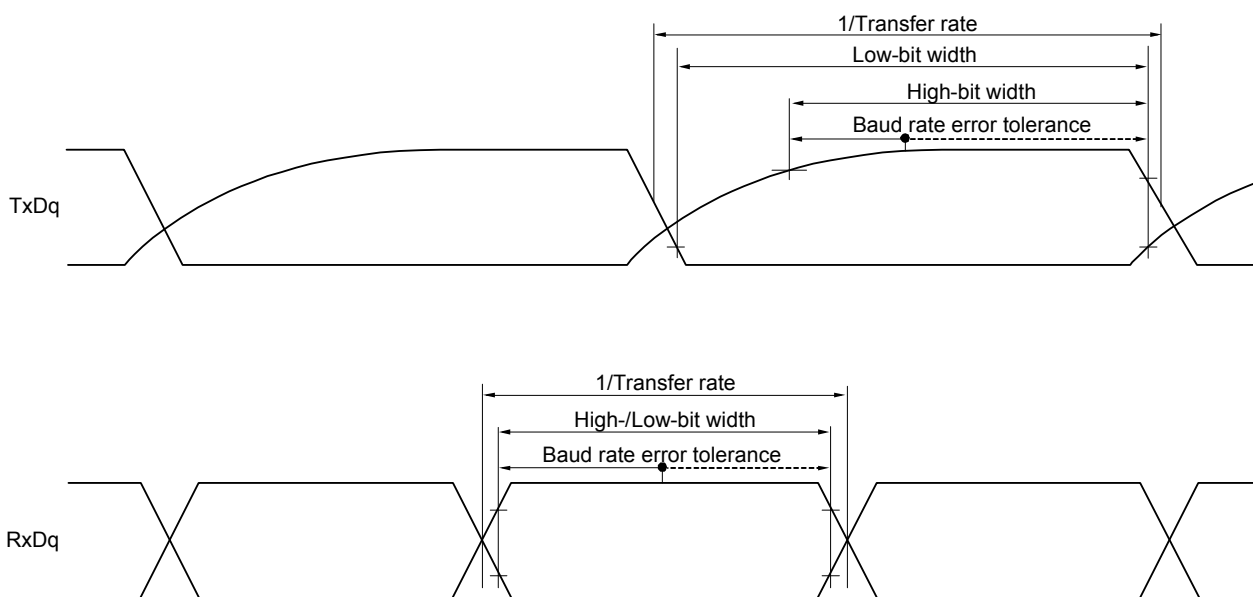 1/Transfer rate
Low-bit width
High-bit width
Baud rate error tolerance
TxDq
1/Transfer rate
High-/Low-bit width
Baud rate error tolerance
RxDq